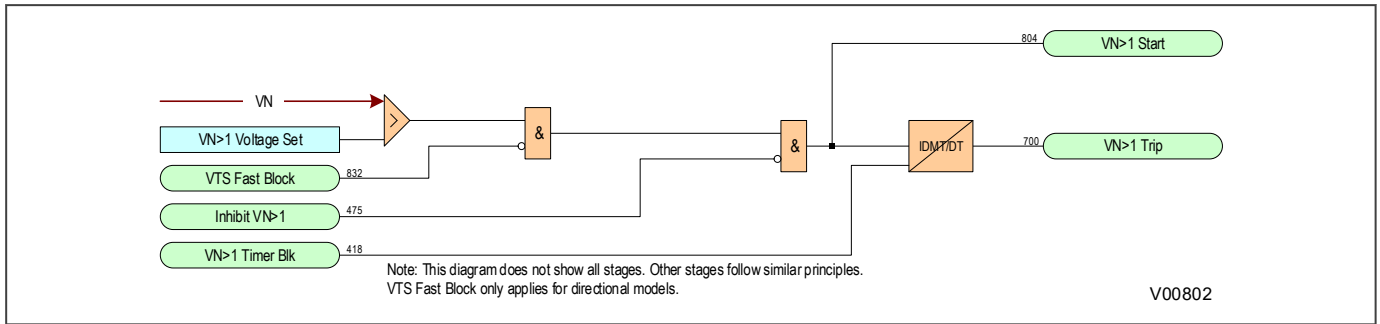 804
VN>1 Start
VN
>
VN>1 Voltage Set
&
&
IDMT/DT
700
VN>1 Trip
VTS Fast Block
832
Inhibit VN>1
475
VN>1 Timer Blk
418
Note: This diagram does not show all stages. Other stages follow similar principles.
VTS Fast Block only applies for directional models.
V00802